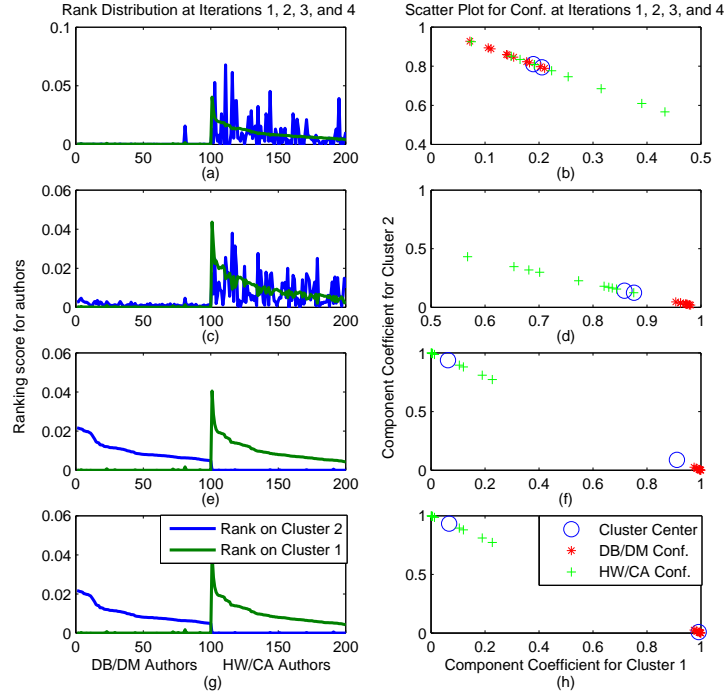 Rank Distribution at Iterations 1, 2, 3, and 4
0.1
0.05
0
0 50 100 150 200
(a)
Scatter Plot for Conf. at Iterations 1, 2, 3, and 4
1
0.8
0.6
0.4
0 0.1 0.2 0.3 0.4 0.5
(b)
Ranking score for authors
0.06
0.04
0.02
0
0 50 100 150 200
(c)
Component Coefficient for Cluster 2
1
0.5
0
0.5 0.6 0.7 0.8 0.9 1
(d)
0.06
0.04
0.02
0
0 50 100 150 200
(e)
1
0.5
0
0 0.2 0.4 0.6 0.8 1
(f)
0.06
0.04
0.02
0
0 50 100 150 200
Rank on Cluster 2
Rank on Cluster 1
DB/DM Authors HW/CA Authors
(g)
1
0.5
0
0 0.2 0.4 0.6 0.8 1
Cluster Center
DB/DM Conf.
HW/CA Conf.
Component Coefficient for Cluster 1
(h)